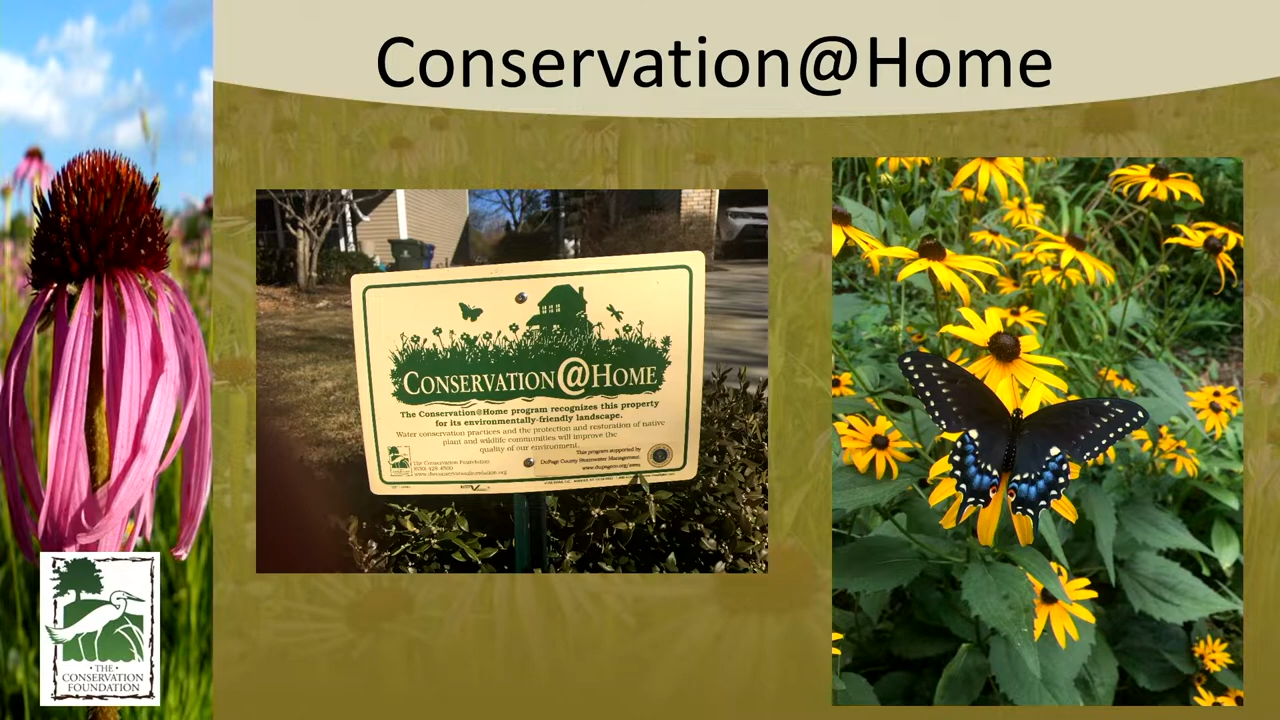 Conservation@Home
CONSERVATION@HOME
The Conservation@Home program recognizes this property
for its environmentally-friendly landscape.
Water conservation practices and the protection and restoration of native
plant and wildlife communities will improve the
quality of our environment.
The Conservation Foundation
This program supported by
DuPage County Stormwater Management
• THE •
CONSERVATION
FOUNDATION